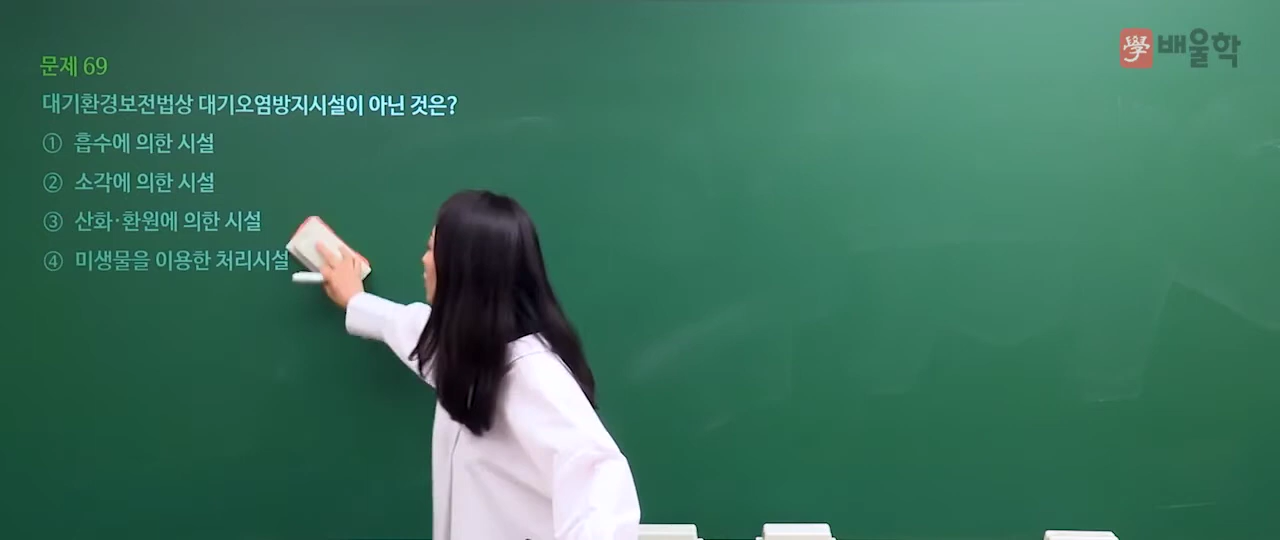 學 배울학
문제 69
대기환경보전법상 대기오염방지시설이 아닌 것은?
① 흡수에 의한 시설
② 소각에 의한 시설
③ 산화·환원에 의한 시설
④ 미생물을 이용한 처리시설